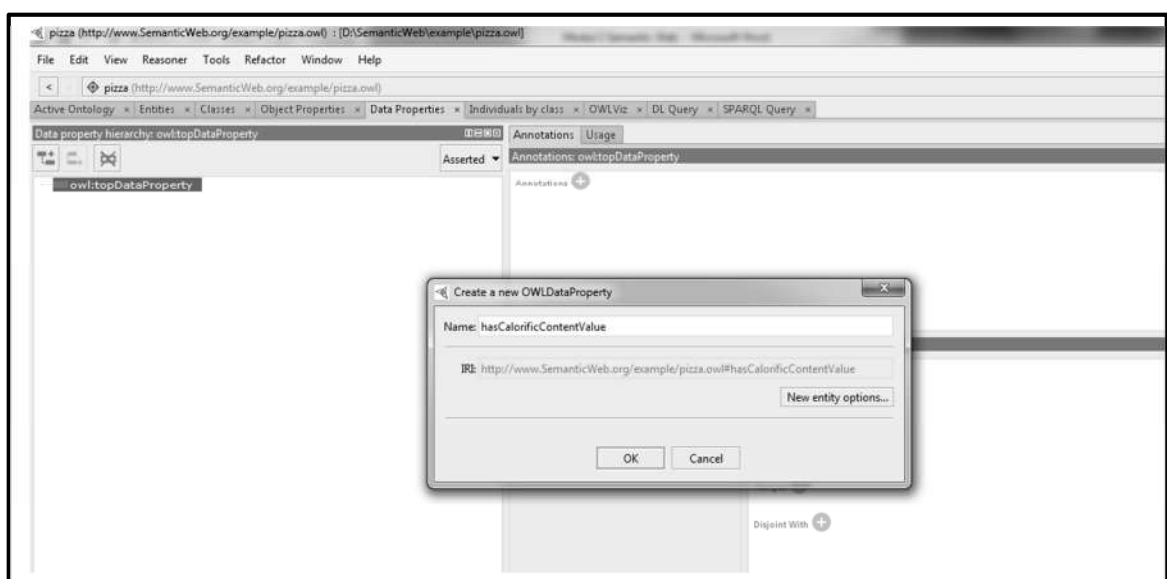 pizza (http://www.SemanticWeb.org/example/pizza.owl) : [D:\SemanticWeb\example\pizza.owl]
File Edit View Reasoner Tools Refactor Window Help
< pizza (http://www.SemanticWeb.org/example/pizza.owl)
Active Ontology × Entities × Classes × Object Properties × Data Properties × Individuals by class × OWLViz × DL Query × SPARQL Query ×
Data property hierarchy: owl:topDataProperty
Annotations Usage
Asserted
Annotations: owl:topDataProperty
owl:topDataProperty
Annotations
Create a new OWLDataProperty
Name: hasCalorificContentValue
IRI: http://www.SemanticWeb.org/example/pizza.owl#hasCalorificContentValue
New entity options...
OK Cancel
Disjoint With